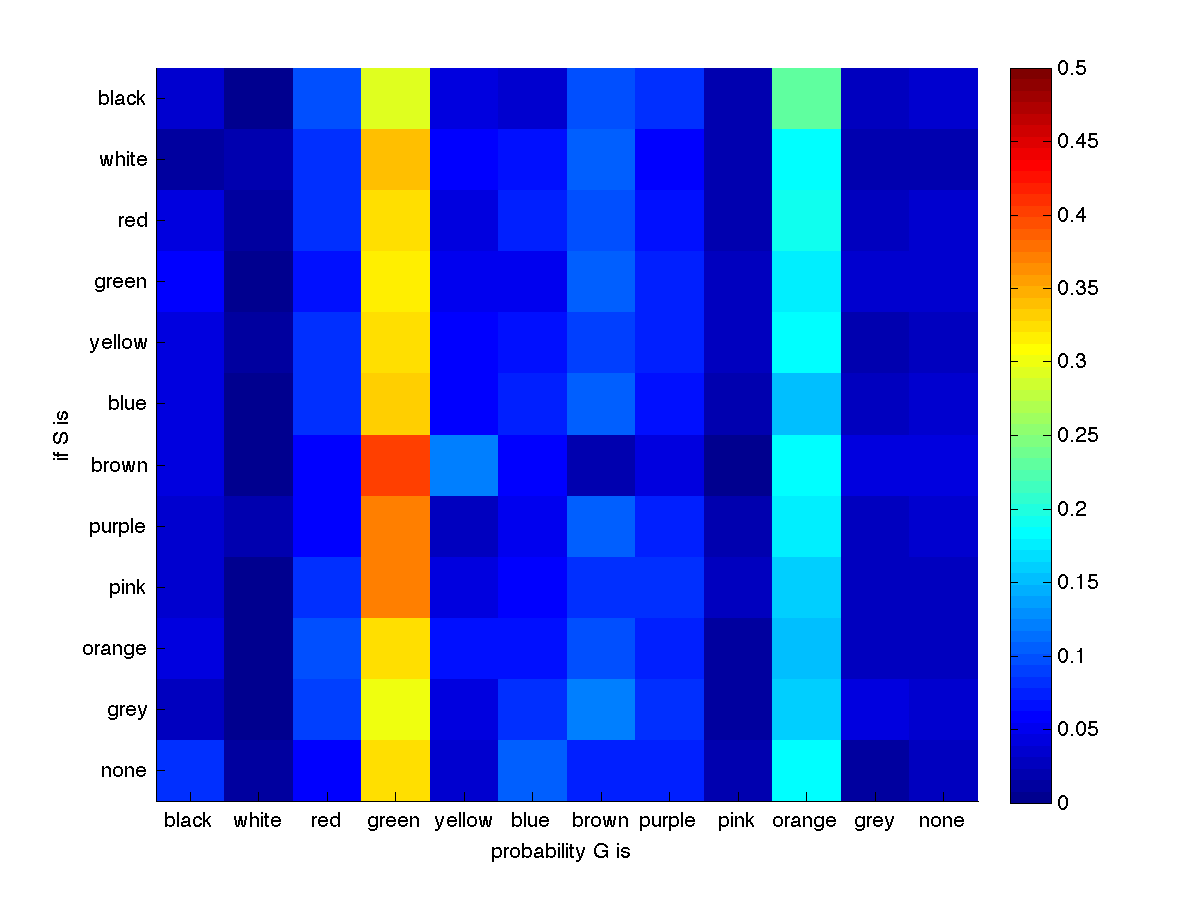 black
white
red
green
yellow
blue
brown
purple
pink
orange
grey
none
if S is
black white red green yellow blue brown purple pink orange grey none
probability G is
0.5
0.45
0.4
0.35
0.3
0.25
0.2
0.15
0.1
0.05
0